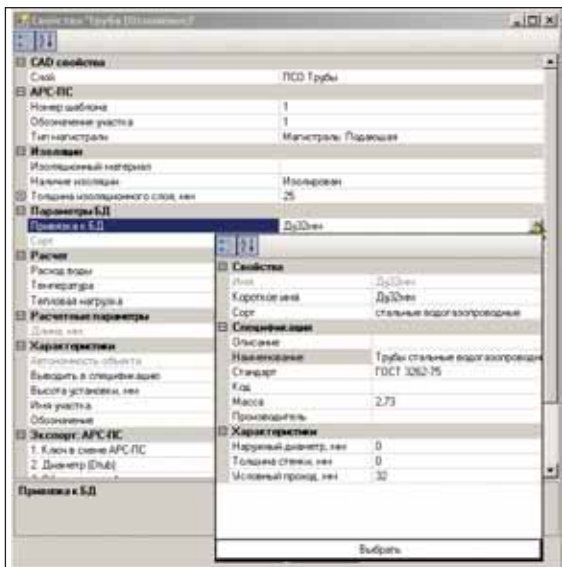 Свойства "Труба (Отопление)"
CAD свойства
Слой ПСО Трубы
АРС-ПС
Номер шаблона 1
Обозначение участка 1
Тип магистрали Магистраль Подающая
Изоляция
Изоляционный материал
Наличие изоляции Изолирован
Толщина изоляционного слоя, мм 25
Параметры БД
Привязка к БД Ду32мм
Сорт
Расчет
Расход воды
Температура
Тепловая нагрузка
Расчетные параметры
Длина, мм
Характеристики
Автономность объекта
Выводить в спецификацию
Высота установки, мм
Имя участка
Обозначение
Экспорт: АРС-ПС
1. Ключ в схеме АРС-ПС
2. Диаметр (Dtub)
Привязка к БД
Свойства
Имя Ду32мм
Короткое имя Ду32мм
Сорт стальные водогазопроводные
Спецификация
Описание
Наименование Трубы стальные водогазопроводн
Стандарт ГОСТ 3262-75
Код
Масса 2,73
Производитель
Характеристики
Наружный диаметр, мм 0
Толщина стенки, мм 0
Условный проход, мм 32
Выбрать